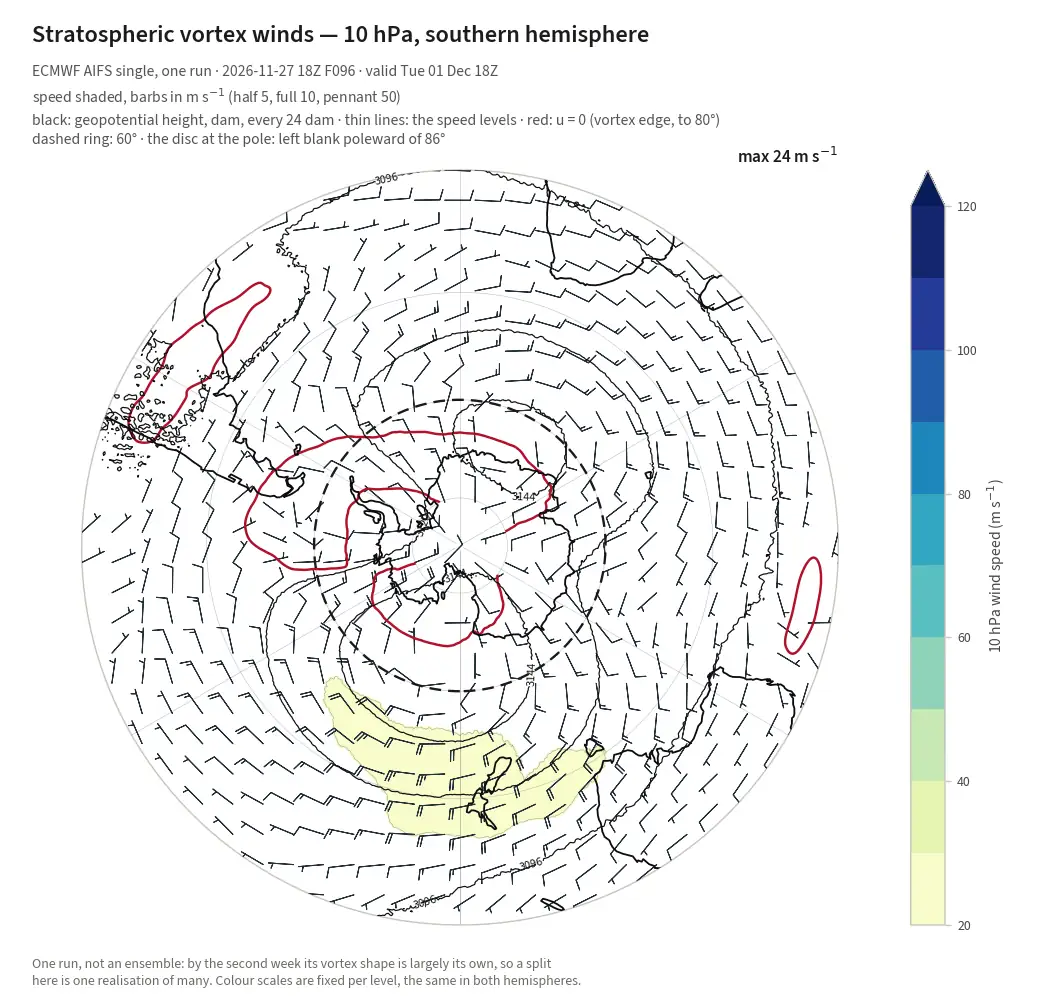 Stratospheric vortex winds — 10 hPa, southern hemisphere
ECMWF AIFS single, one run · 2026-11-27 18Z F096 · valid Tue 01 Dec 18Z
speed shaded, barbs in m s⁻¹ (half 5, full 10, pennant 50)
black: geopotential height, dam, every 24 dam · thin lines: the speed levels · red: u = 0 (vortex edge, to 80°)
dashed ring: 60° · the disc at the pole: left blank poleward of 86°
max 24 m s⁻¹
3096
120
100
80
60
40
20
10 hPa wind speed (m s⁻¹)
3144
3144
3096
3096
One run, not an ensemble: by the second week its vortex shape is largely its own, so a split
here is one realisation of many. Colour scales are fixed per level, the same in both hemispheres.